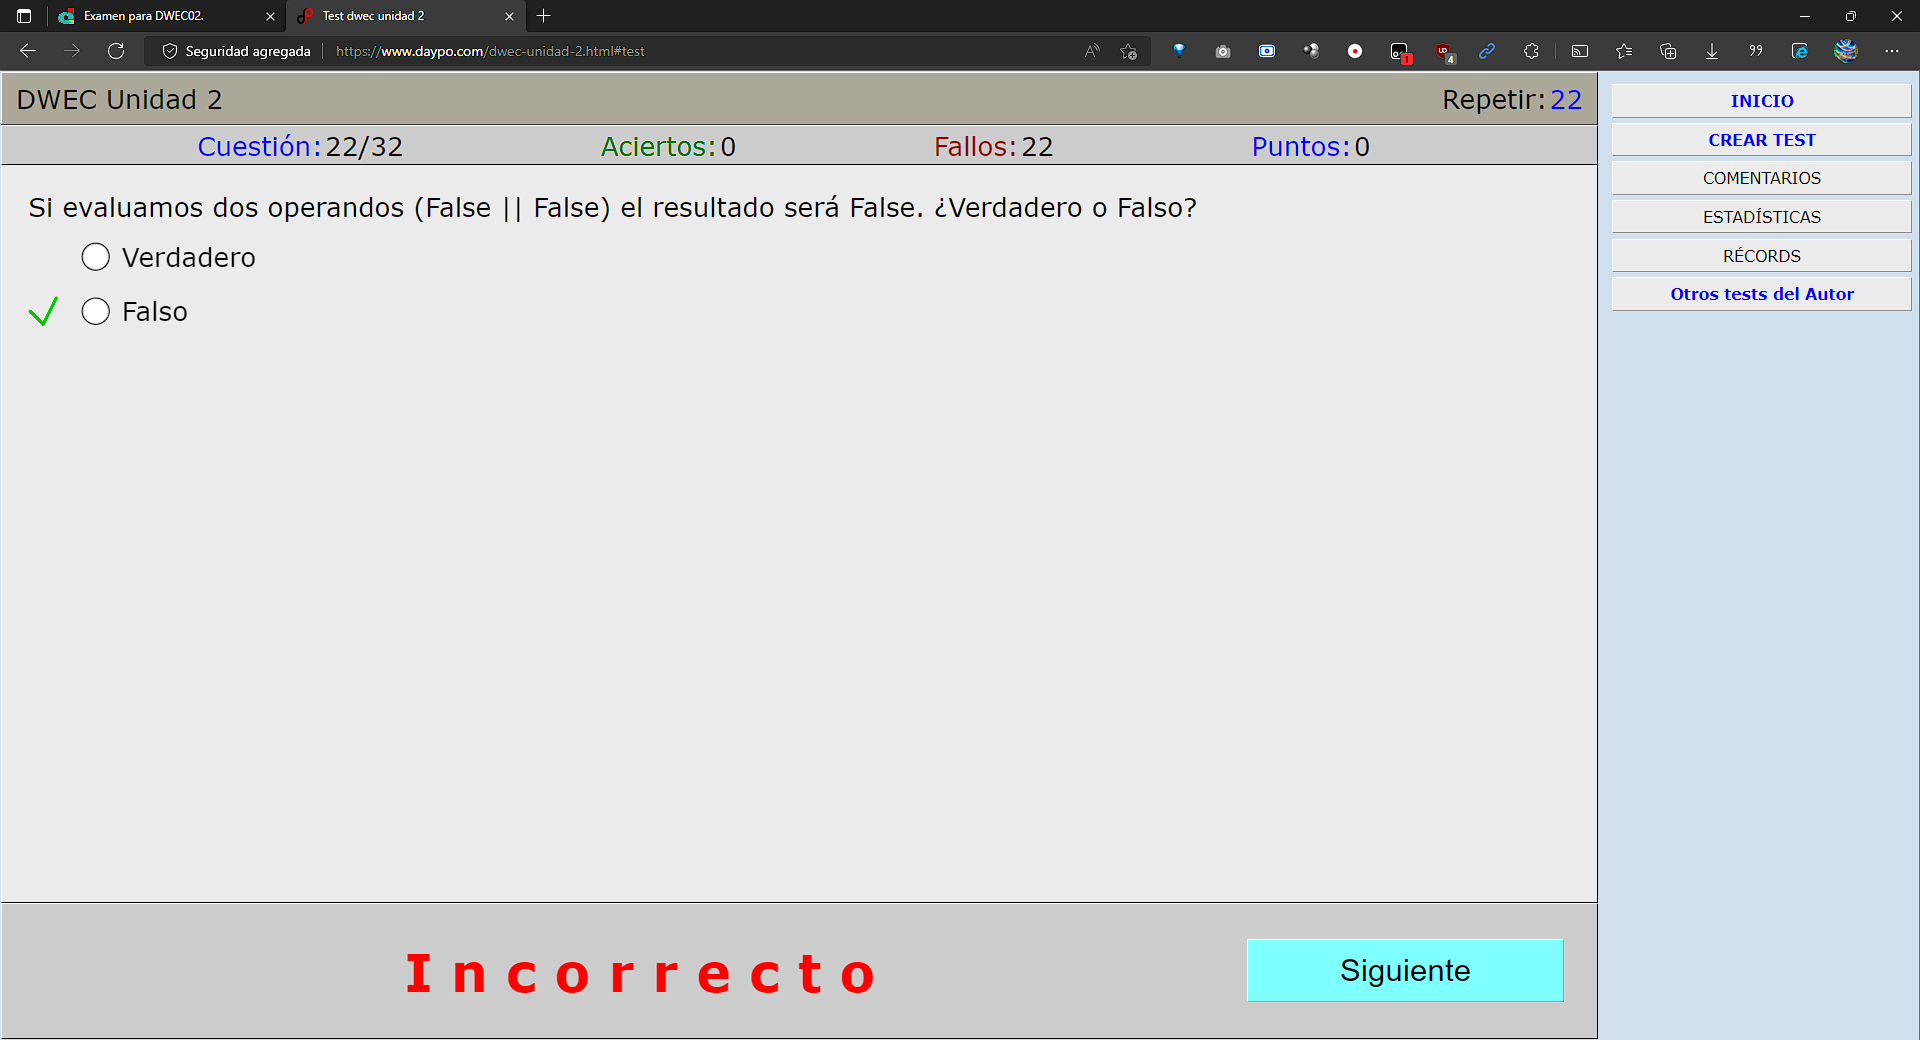 Examen para DWEC02.
Test dwec unidad 2
Seguridad agregada
https://www.daypo.com/dwec-unidad-2.html#test
1
4
DWEC Unidad 2
Repetir: 22
Cuestión: 22/32
Aciertos: 0
Fallos: 22
Puntos: 0
Si evaluamos dos operandos (False || False) el resultado será False. ¿Verdadero o Falso?
Verdadero
Falso
Incorrecto
Siguiente
INICIO
CREAR TEST
COMENTARIOS
ESTADÍSTICAS
RÉCORDS
Otros tests del Autor